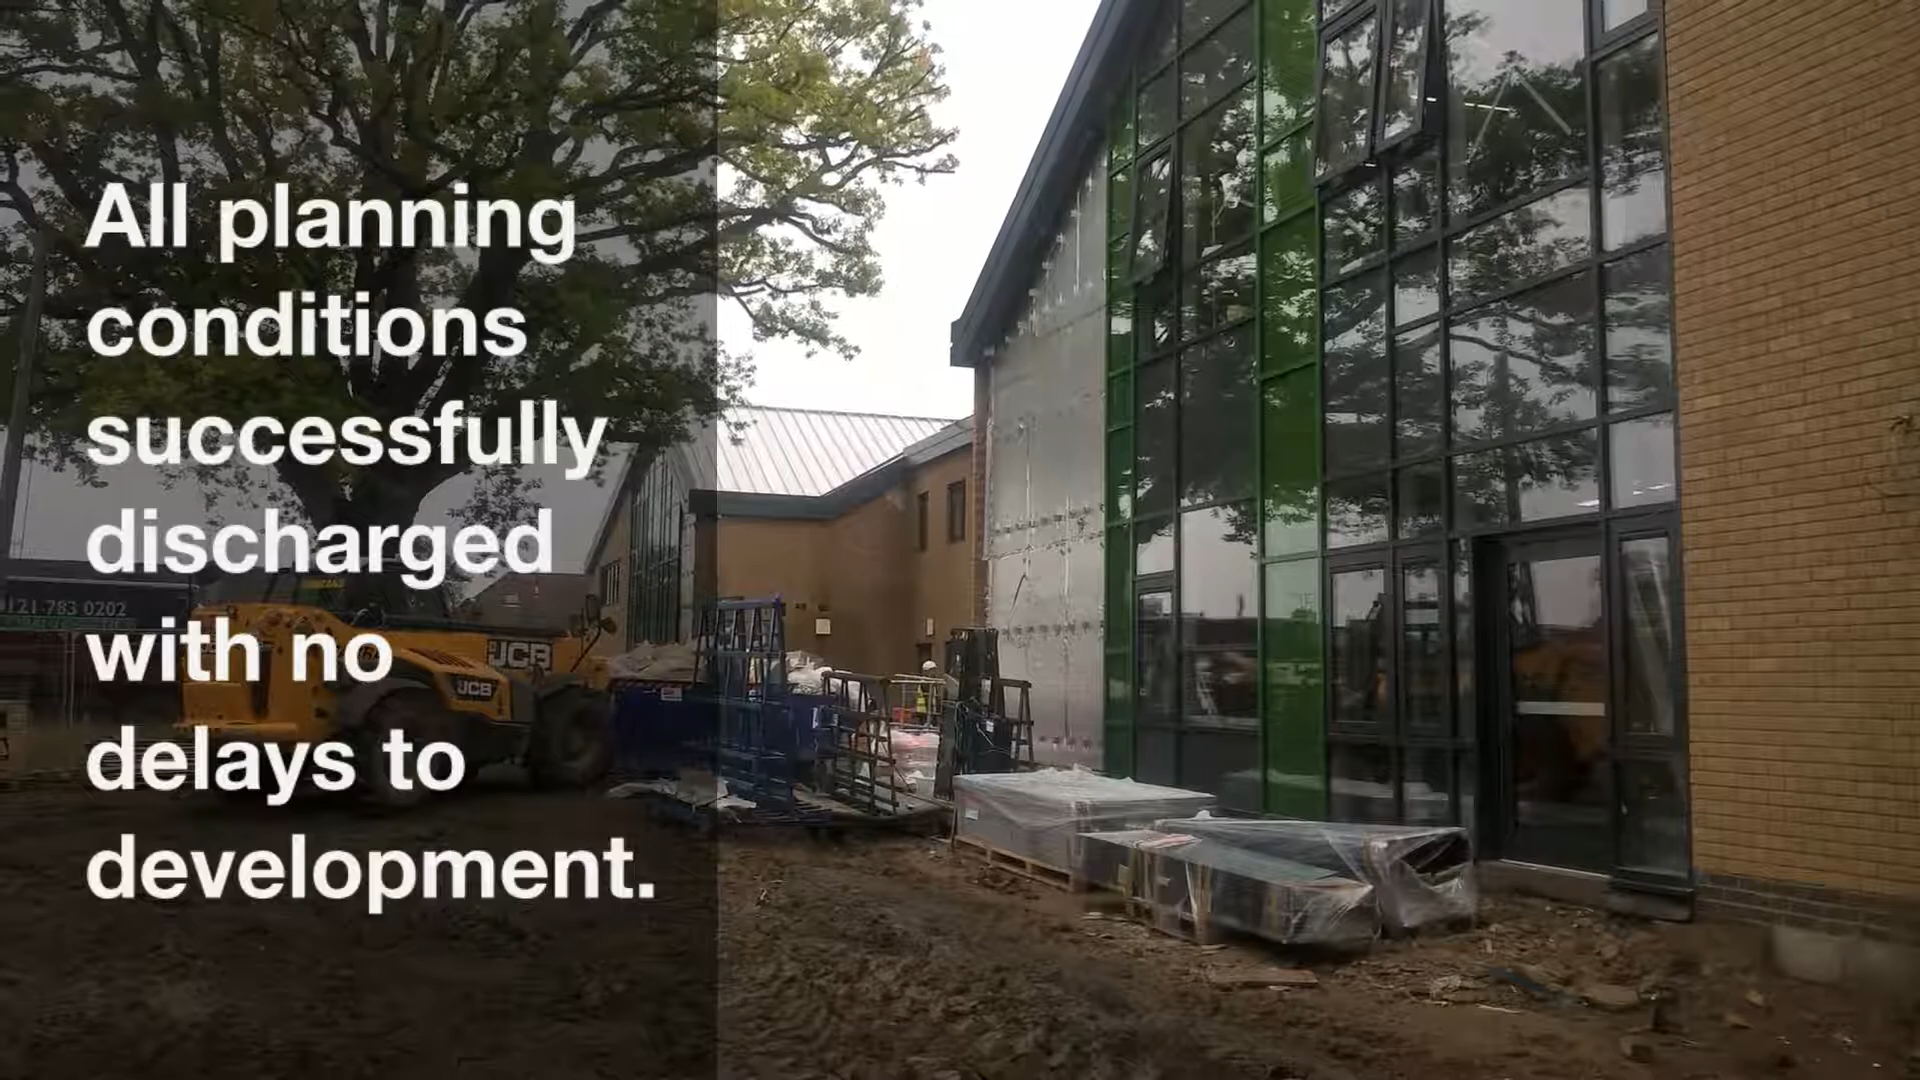 All planning
conditions
successfully
discharged
with no
delays to
development.
121 783 0202
JCB
JCB